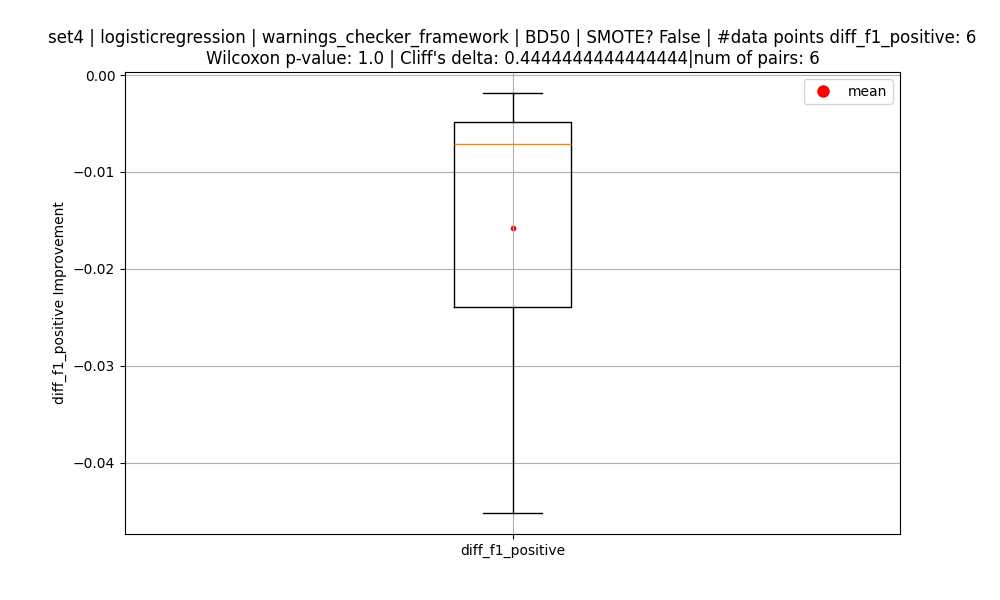 set4 | logisticregression | warnings_checker_framework | BD50 | SMOTE? False | #data points diff_f1_positive: 6
Wilcoxon p-value: 1.0 | Cliff's delta: 0.4444444444444444|num of pairs: 6
mean
0.00
−0.01
−0.02
−0.03
−0.04
diff_f1_positive Improvement
diff_f1_positive